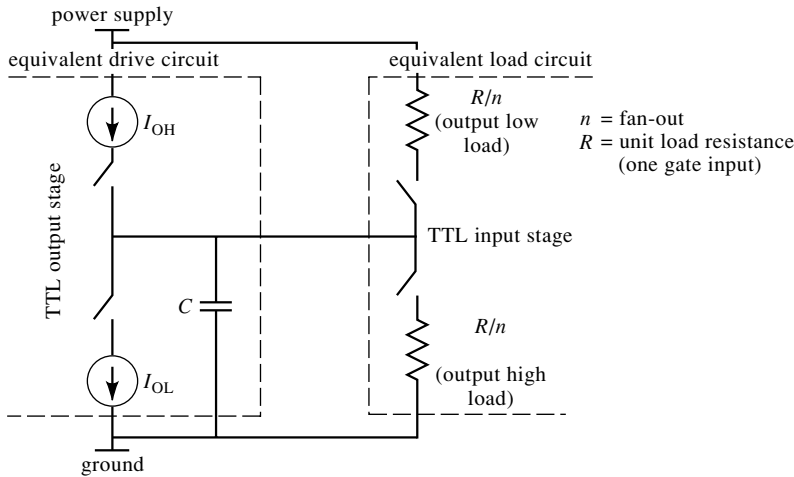 power supply
equivalent drive circuit
equivalent load circuit
I_OH
R/n
(output low
load)
n = fan-out
R = unit load resistance
(one gate input)
TTL output stage
TTL input stage
C
R/n
(output high
load)
I_OL
ground